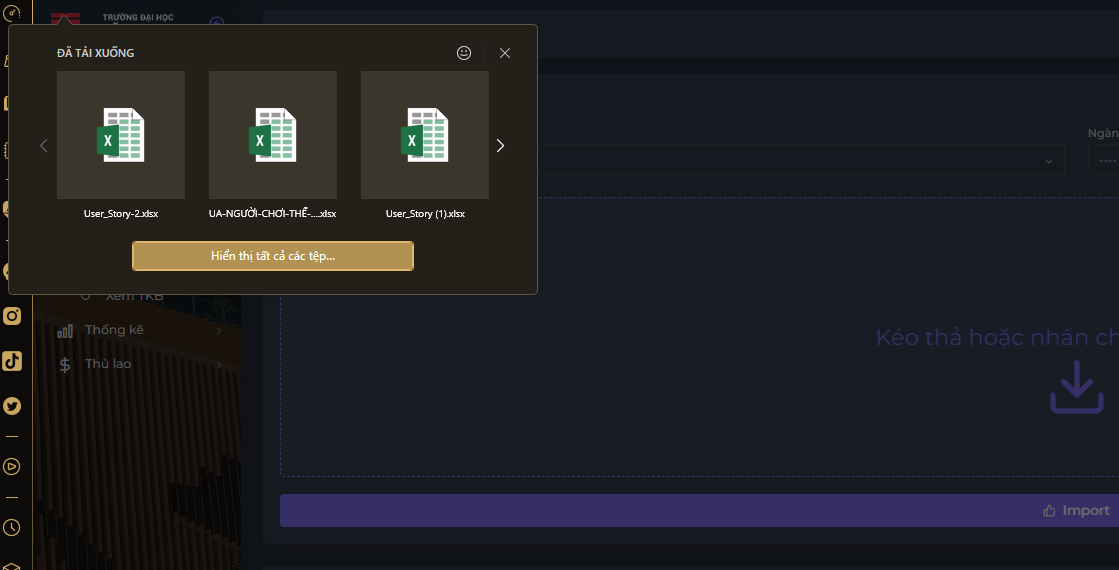 TRƯỜNG ĐẠI HỌC
ĐÃ TẢI XUỐNG
User_Story-2.xlsx
UA-NGƯỜI-CHƠI-THỂ-....xlsx
User_Story (1).xlsx
Hiển thị tất cả các tệp...
Xem TKB
Thống kê
Thù lao
Ngàn
----
Kéo thả hoặc nhấn ch
Import